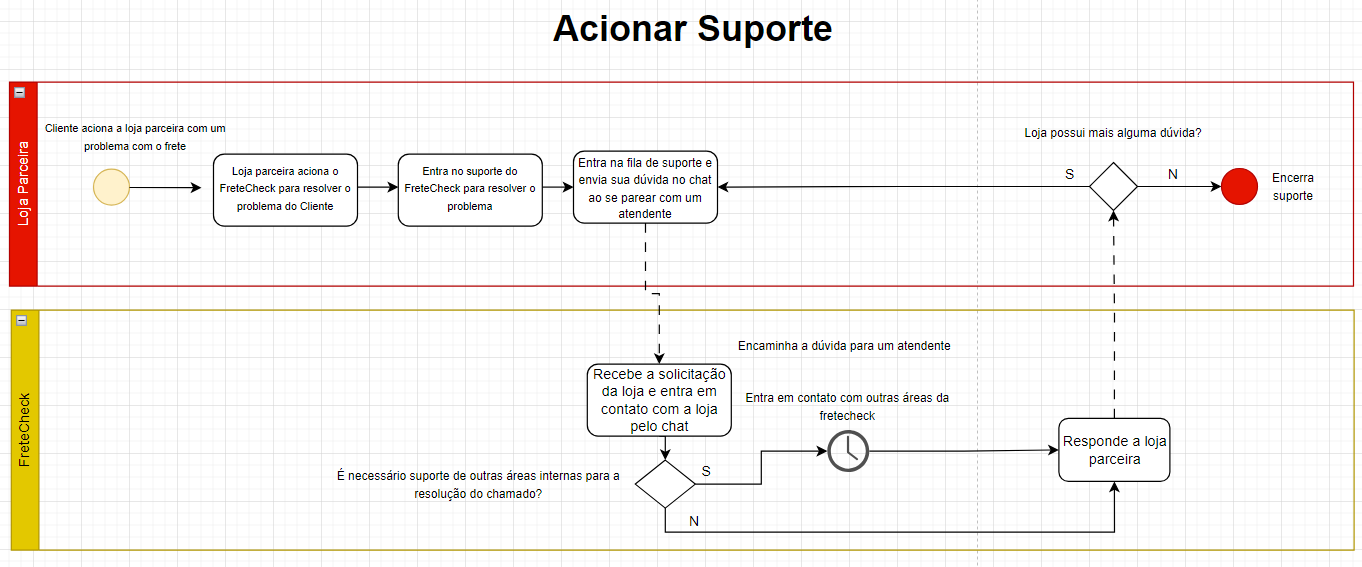 Acionar Suporte
Loja Parceira
Cliente aciona a loja parceira com um
problema com o frete
Loja parceira aciona o
FreteCheck para resolver o
problema do Cliente
Entra no suporte do
FreteCheck para resolver o
problema
Entra na fila de suporte e
envia sua dúvida no chat
ao se parear com um
atendente
Loja possui mais alguma dúvida?
S
N
Encerra
suporte
FreteCheck
Encaminha a dúvida para um atendente
Recebe a solicitação
da loja e entra em
contato com a loja
pelo chat
Entra em contato com outras áreas da
fretecheck
É necessário suporte de outras áreas internas para a
resolução do chamado?
S
N
Responde a loja
parceira